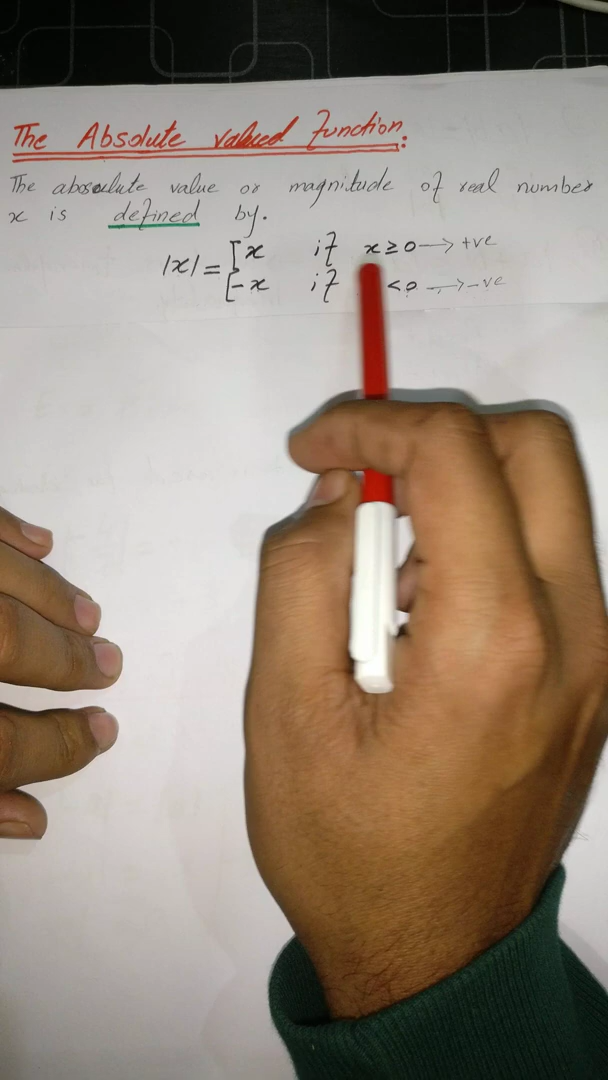 The Absolute valued Function:
The abosolute value or magnitude of real number
x is defined by.
|x| = [x if x ≥ 0 → +ve
[-x if < 0 → -ve